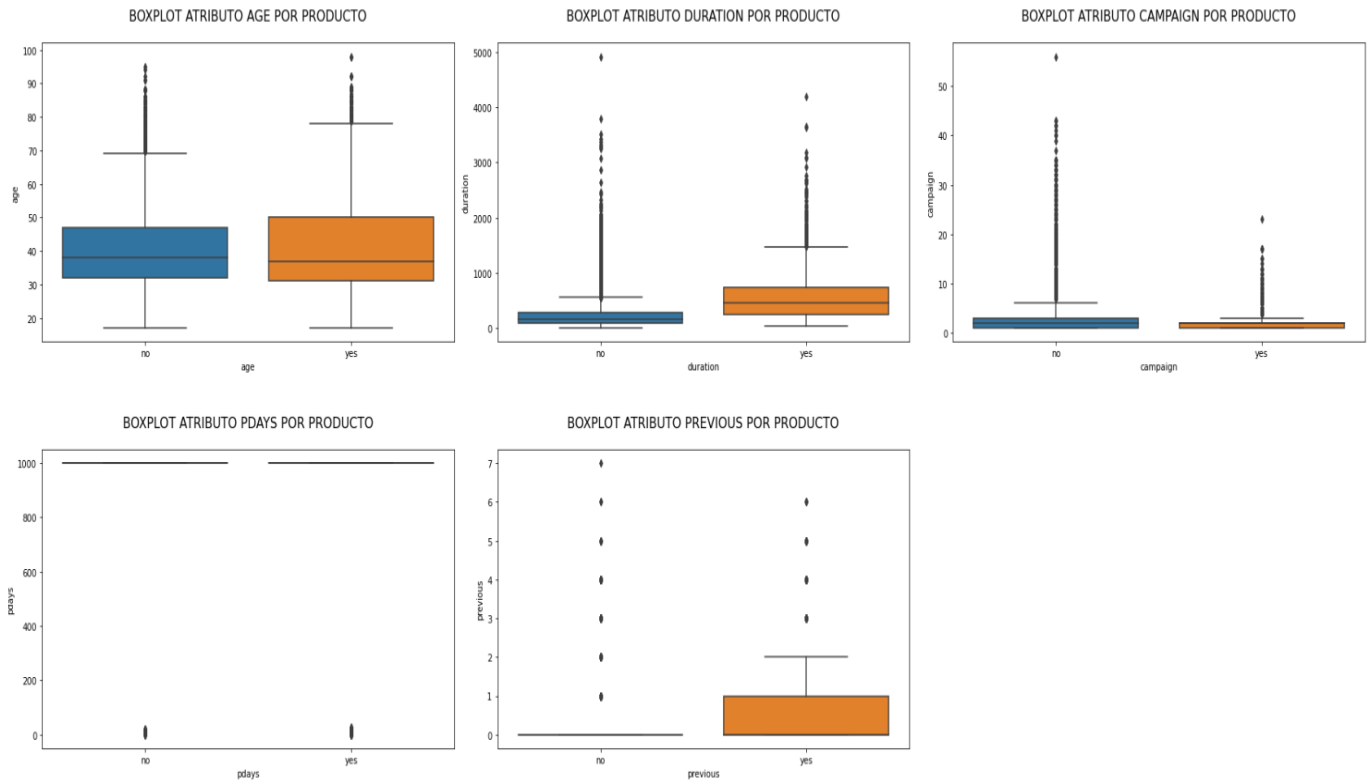 BOXPLOT ATRIBUTO AGE POR PRODUCTO
100
90
80
70
60
50
40
30
20
age
no
yes
age
BOXPLOT ATRIBUTO DURATION POR PRODUCTO
5000
4000
3000
2000
1000
0
duration
no
yes
duration
BOXPLOT ATRIBUTO CAMPAIGN POR PRODUCTO
50
40
30
20
10
0
campaign
no
yes
campaign
BOXPLOT ATRIBUTO PDAYS POR PRODUCTO
1000
800
600
400
200
0
pdays
no
yes
pdays
BOXPLOT ATRIBUTO PREVIOUS POR PRODUCTO
7
6
5
4
3
2
1
0
previous
no
yes
previous